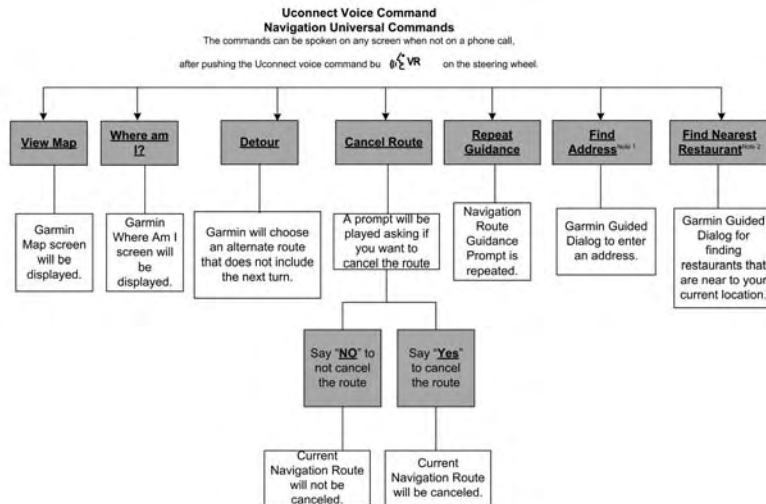 Uconnect Voice Command
Navigation Universal Commands
The commands can be spoken on any screen when not on a phone call,
after pushing the Uconnect voice command bu VR on the steering wheel.
View Map
Where am
I?
Detour
Cancel Route
Repeat
Guidance
Find
Address Note 1
Find Nearest
Restaurant Note 2
Garmin
Map screen
will be
displayed.
Garmin
Where Am I
screen will
be
displayed.
Garmin will choose
an alternate route
that does not include
the next turn.
A prompt will be
played asking if
you want to
cancel the route
Navigation
Route
Guidance
Prompt is
repeated.
Garmin Guided
Dialog to enter
an address.
Garmin Guided
Dialog for
finding
restaurants that
are near to your
current location.
Say "NO" to
not cancel
the route
Say "Yes"
to cancel
the route
Current
Navigation Route
will not be
canceled.
Current
Navigation Route
will be canceled.